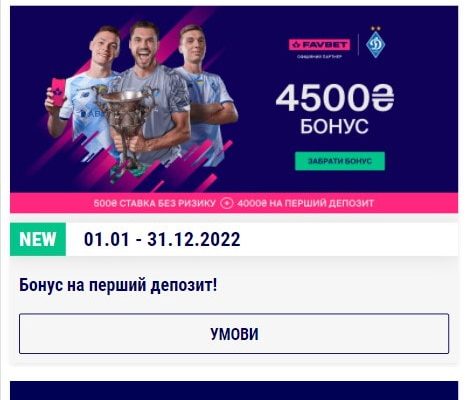 FAVBET
ОФІЦІЙНИЙ ПАРТНЕР
4500₴
БОНУС
ЗАБРАТИ БОНУС
500₴ СТАВКА БЕЗ РИЗИКУ + 4000₴ НА ПЕРШИЙ ДЕПОЗИТ
NEW 01.01 - 31.12.2022
Бонус на перший депозит!
УМОВИ